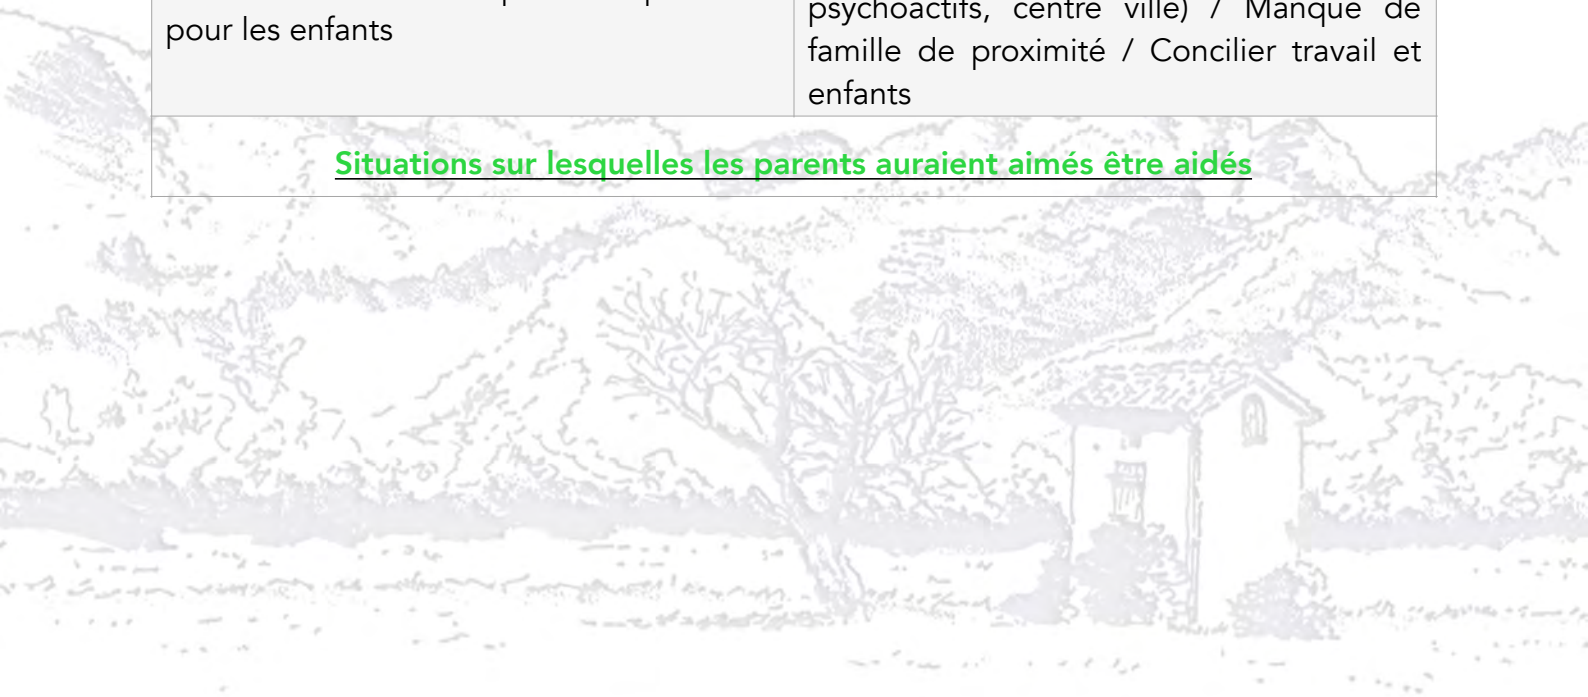 pour les enfants
psychoactifs, centre ville) / Manque de
famille de proximité / Concilier travail et
enfants
Situations sur lesquelles les parents auraient aimés être aidés